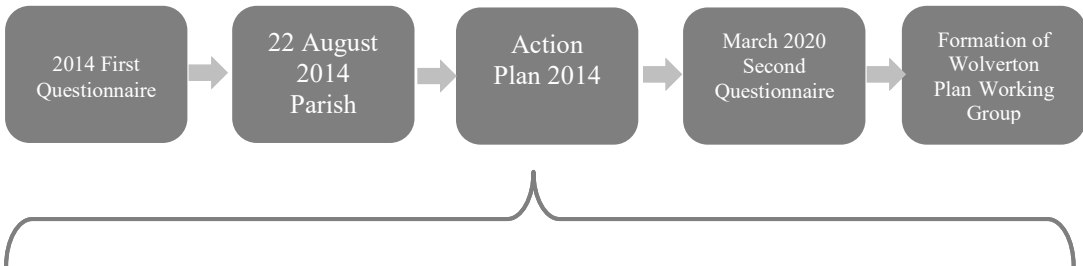 2014 First
Questionnaire
22 August
2014
Parish
Action
Plan 2014
March 2020
Second
Questionnaire
Formation of
Wolverton
Plan Working
Group